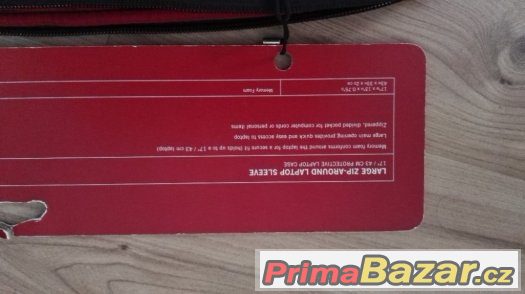 LARGE ZIP-AROUND LAPTOP SLEEVE
17" / 43 CM PROTECTIVE LAPTOP CASE
Memory foam conforms around the laptop for a secure fit (holds a up to a 17" / 43 cm laptop)
Large main opening provides quick and easy access to laptop
Zippered, divided pocket for computer cords or personal items
Memory Foam
PrimaBazar.cz